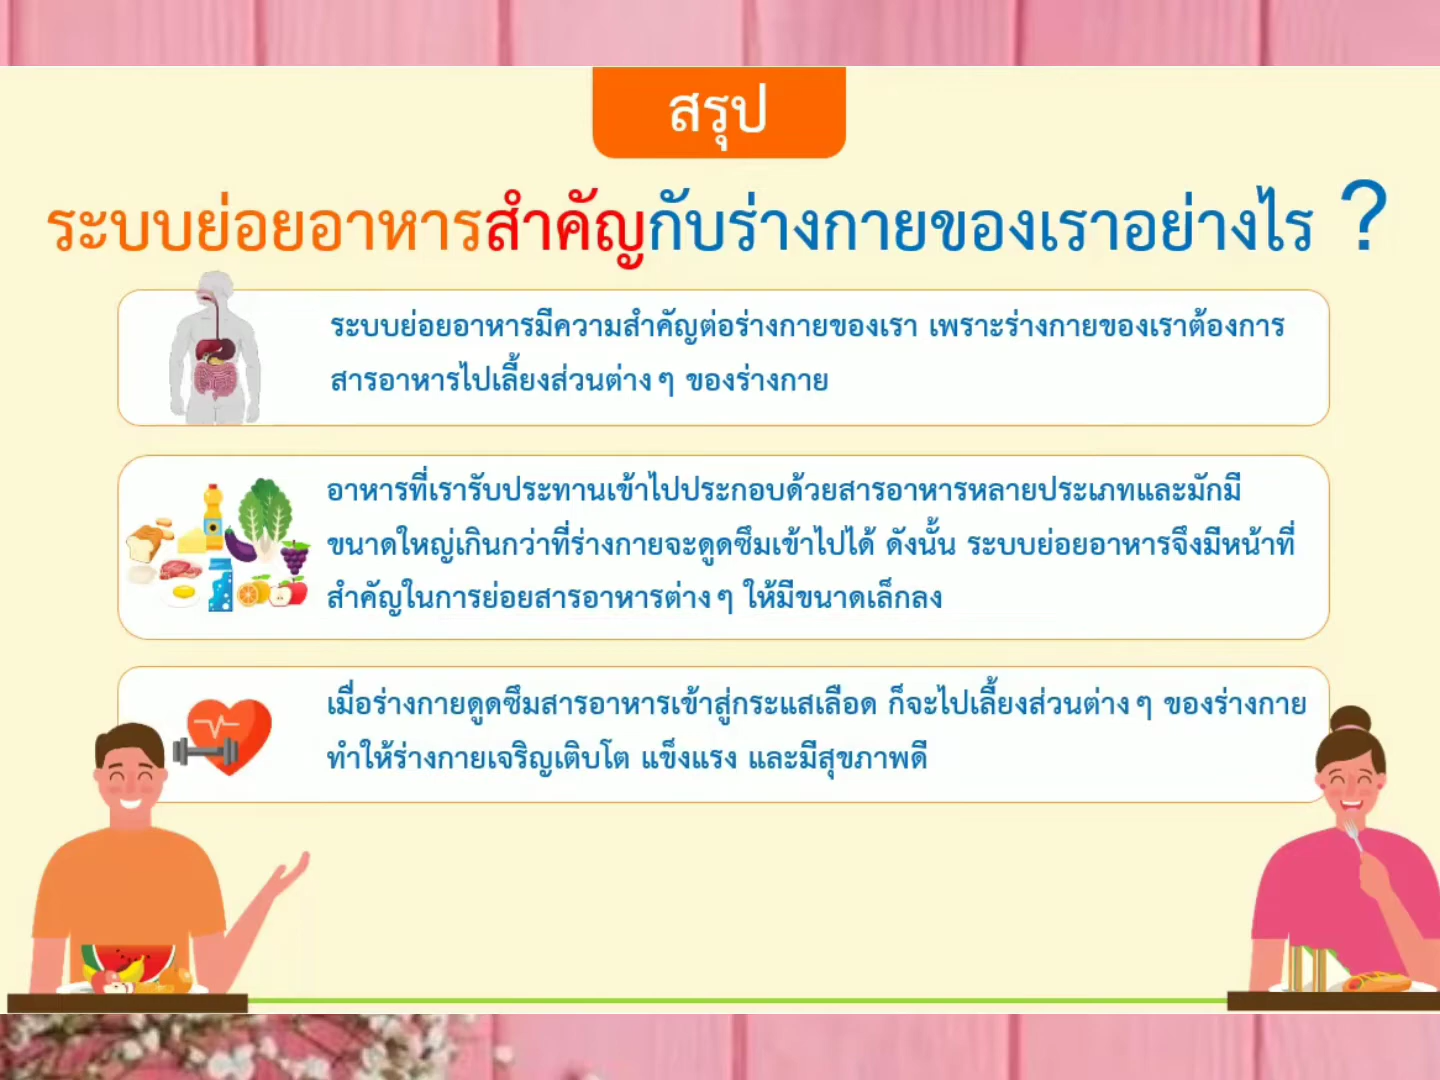 สรุป
ระบบย่อยอาหารสำคัญกับร่างกายของเราอย่างไร ?
ระบบย่อยอาหารมีความสำคัญต่อร่างกายของเรา เพราะร่างกายของเราต้องการ
สารอาหารไปเลี้ยงส่วนต่าง ๆ ของร่างกาย
อาหารที่เรารับประทานเข้าไปประกอบด้วยสารอาหารหลายประเภทและมักมี
ขนาดใหญ่เกินกว่าที่ร่างกายจะดูดซึมเข้าไปได้ ดังนั้น ระบบย่อยอาหารจึงมีหน้าที่
สำคัญในการย่อยสารอาหารต่าง ๆ ให้มีขนาดเล็กลง
เมื่อร่างกายดูดซึมสารอาหารเข้าสู่กระแสเลือด ก็จะไปเลี้ยงส่วนต่าง ๆ ของร่างกาย
ทำให้ร่างกายเจริญเติบโต แข็งแรง และมีสุขภาพดี